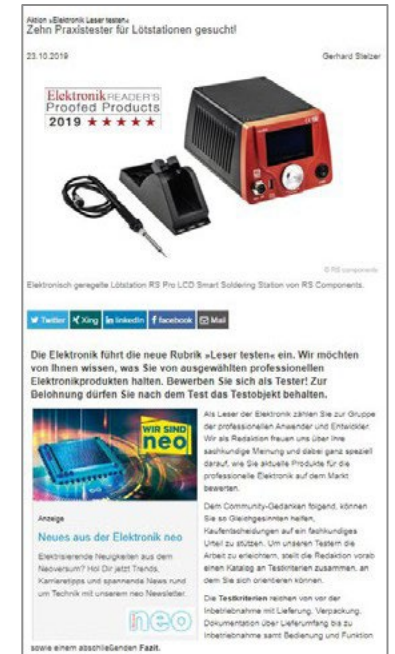 Aktion »Elektronik Leser testen«
Zehn Praxistester für Lötstationen gesucht!
23.10.2019
Gerhard Stelzer
Elektronik READER'S
Proofed Products
2019 ★★★★★
© RS components
Elektronisch geregelte Lötstation RS Pro LCD Smart Soldering Station von RS Components.
Twitter Xing linkedin facebook Mail
Die Elektronik führt die neue Rubrik »Leser testen« ein. Wir möchten
von Ihnen wissen, was Sie von ausgewählten professionellen
Elektronikprodukten halten. Bewerben Sie sich als Tester! Zur
Belohnung dürfen Sie nach dem Test das Testobjekt behalten.
WIR SIND
neo
Anzeige
Neues aus der Elektronik neo
Elektrisierende Neuigkeiten aus dem
Neoversum? Hol Dir jetzt Trends,
Karrieretipps und spannende News rund
um Technik mit unserem neo Newsletter.
neo
Als Leser der Elektronik zählen Sie zur Gruppe
der professionellen Anwender und Entwickler.
Wir als Redaktion freuen uns über Ihre
sachkundige Meinung und dabei ganz speziell
darauf, wie Sie aktuelle Produkte für die
professionelle Elektronik auf dem Markt
bewerten.
Dem Community-Gedanken folgend, können
Sie so Gleichgesinnten helfen,
Kaufentscheidungen auf ein fachkundiges
Urteil zu stützen. Um unseren Testern die
Arbeit zu erleichtern, stellt die Redaktion vorab
einen Katalog an Testkriterien zusammen, an
dem Sie sich orientieren können.
Die Testkriterien reichen von vor der
Inbetriebnahme mit Lieferung, Verpackung,
Dokumentation über Lieferumfang bis zu
Inbetriebnahme samt Bedienung und Funktion
sowie einem abschließenden Fazit.